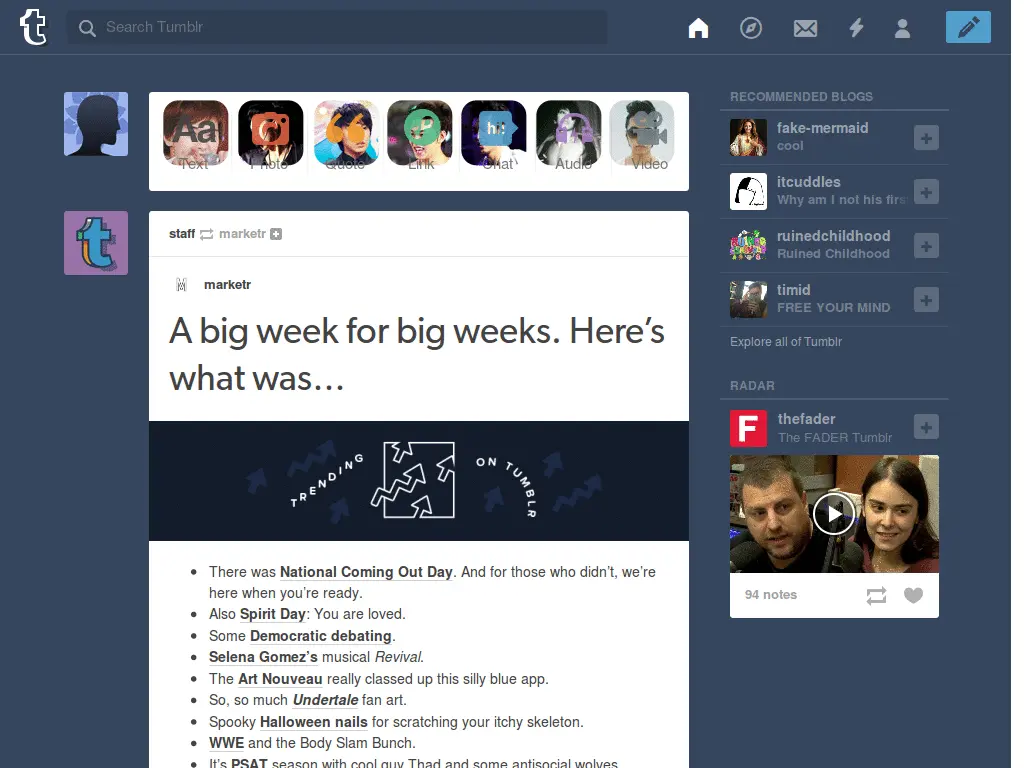 Search Tumblr
Aa
hi!
Text
Photo
Quote
Link
Chat
Audio
Video
staff marketr
marketr
A big week for big weeks. Here’s
what was…
TRENDING
ON TUMBLR
There was National Coming Out Day. And for those who didn’t, we’re
here when you’re ready.
Also Spirit Day: You are loved.
Some Democratic debating.
Selena Gomez’s musical Revival.
The Art Nouveau really classed up this silly blue app.
So, so much Undertale fan art.
Spooky Halloween nails for scratching your itchy skeleton.
WWE and the Body Slam Bunch.
It’s PSAT season with cool guy Thad and some antisocial wolves
RECOMMENDED BLOGS
fake-mermaid
cool
itcuddles
Why am I not his firs
ruinedchildhood
Ruined Childhood
timid
FREE YOUR MIND
Explore all of Tumblr
RADAR
F
thefader
The FADER Tumblr
94 notes